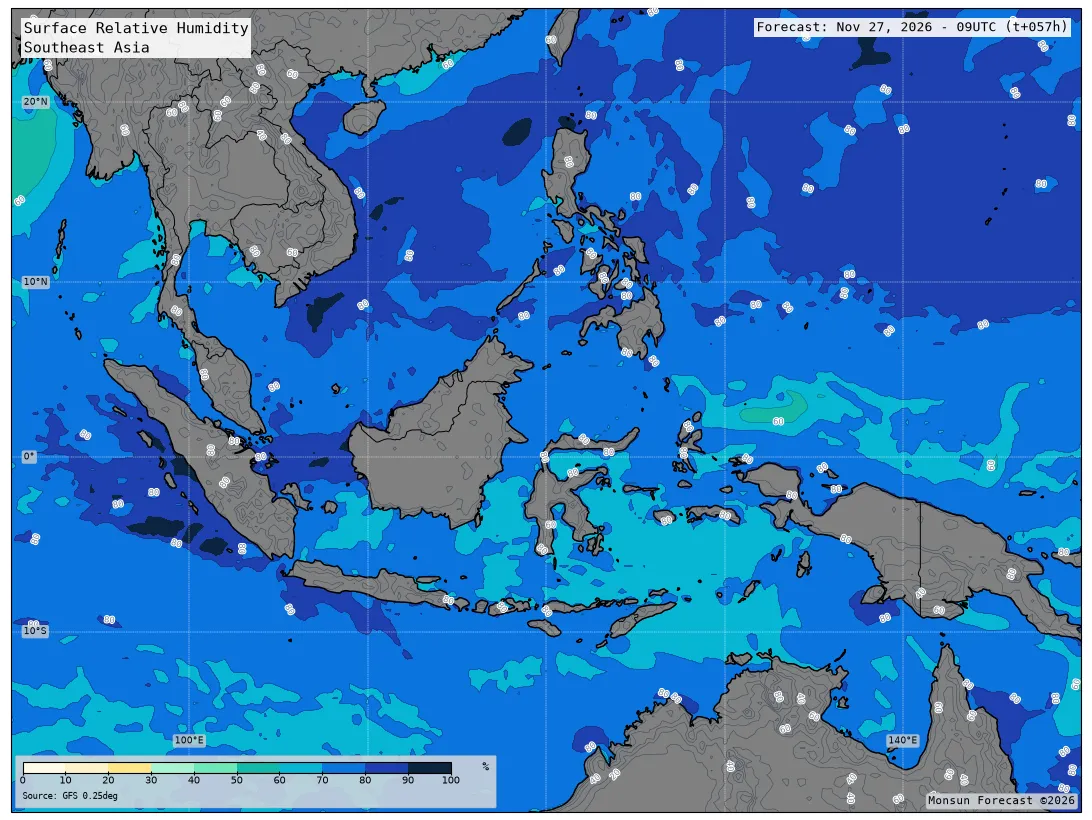 Surface Relative Humidity
Southeast Asia
Forecast: Nov 27, 2026 - 09UTC (t+057h)
20°N
10°N
0°
10°S
100°E
140°E
0 10 20 30 40 50 60 70 80 90 100
%
Source: GFS 0.25deg
Monsun Forecast ©2026